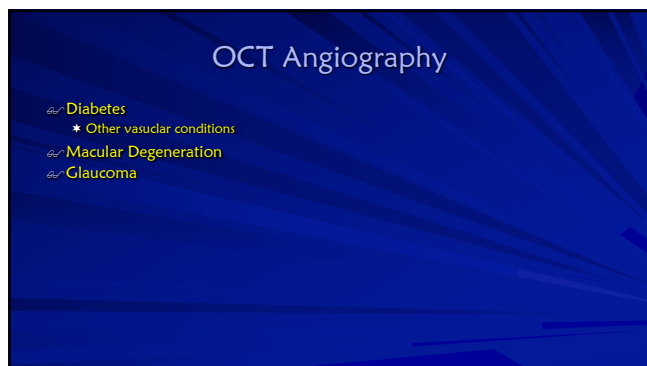 OCT Angiography
Diabetes
Other vasuclar conditions
Macular Degeneration
Glaucoma